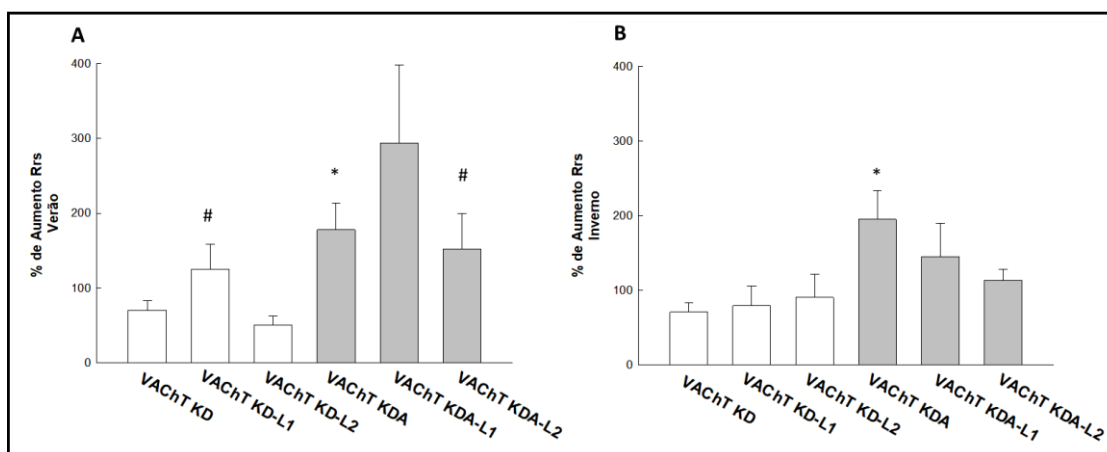 A
% de Aumento Rrs
Verão
400
300
200
100
0
#
*
#
VAChT KD
VAChT KD-L1
VAChT KD-L2
VAChT KDA
VAChT KDA-L1
VAChT KDA-L2
B
% de Aumento Rrs
Inverno
400
300
200
100
0
*
VAChT KD
VAChT KD-L1
VAChT KD-L2
VAChT KDA
VAChT KDA-L1
VAChT KDA-L2